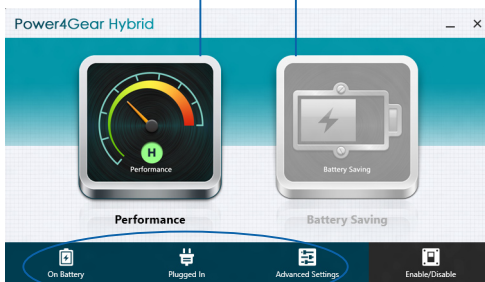 Power4Gear Hybrid
H
Performance
Battery Saving
Performance
Battery Saving
On Battery
Plugged In
Advanced Settings
Enable/Disable